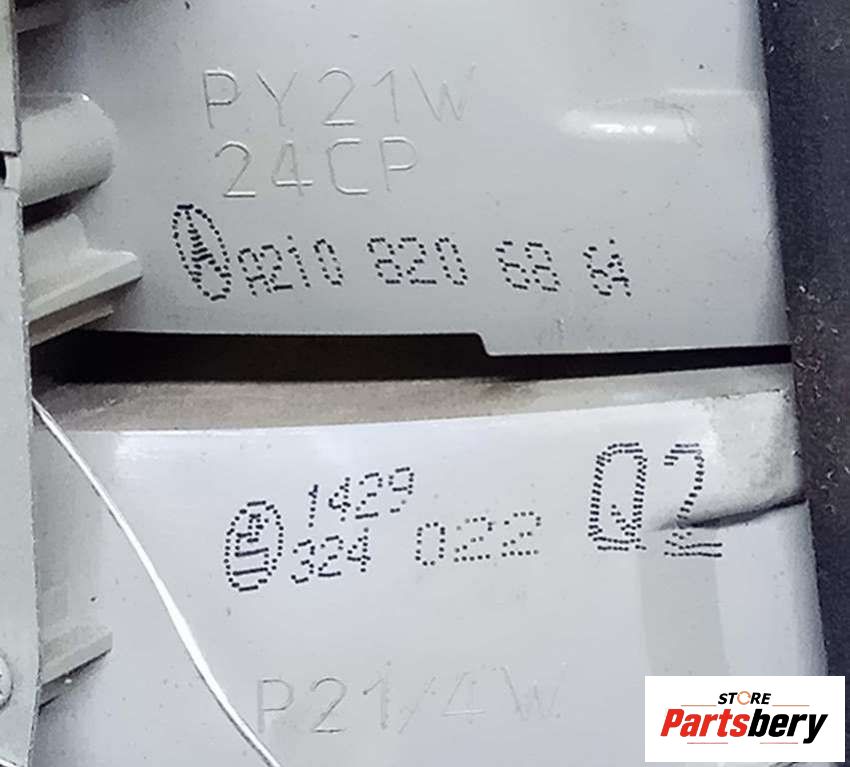 PY21W
24CP
A210 820 68 64
1429
324 022
Q2
P21/4W
STORE
Partsbery